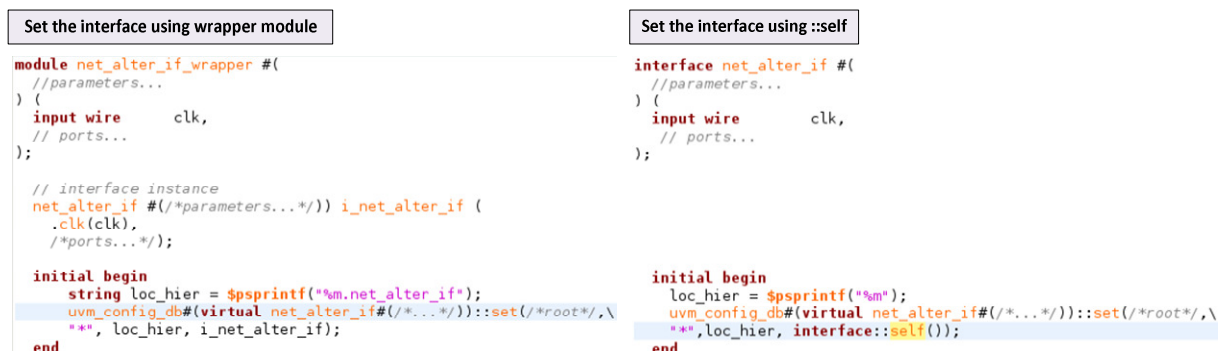 Set the interface using wrapper module
module net_alter_if_wrapper #(
//parameters...
) (
input wire clk,
// ports...
);
// interface instance
net_alter_if #(/*parameters...*/)) i_net_alter_if (
.clk(clk),
/*ports...*/);
initial begin
string loc_hier = $psprintf("%m.net_alter_if");
uvm_config_db#(virtual net_alter_if#(/*...*/))::set(/*root*/,\
"*", loc_hier, i_net_alter_if);
end
Set the interface using ::self
interface net_alter_if #(
//parameters...
) (
input wire clk,
// ports...
);
initial begin
loc_hier = $psprintf("%m");
uvm_config_db#(virtual net_alter_if#(/*...*/))::set(/*root*/,\
"*",loc_hier, interface::self());
end